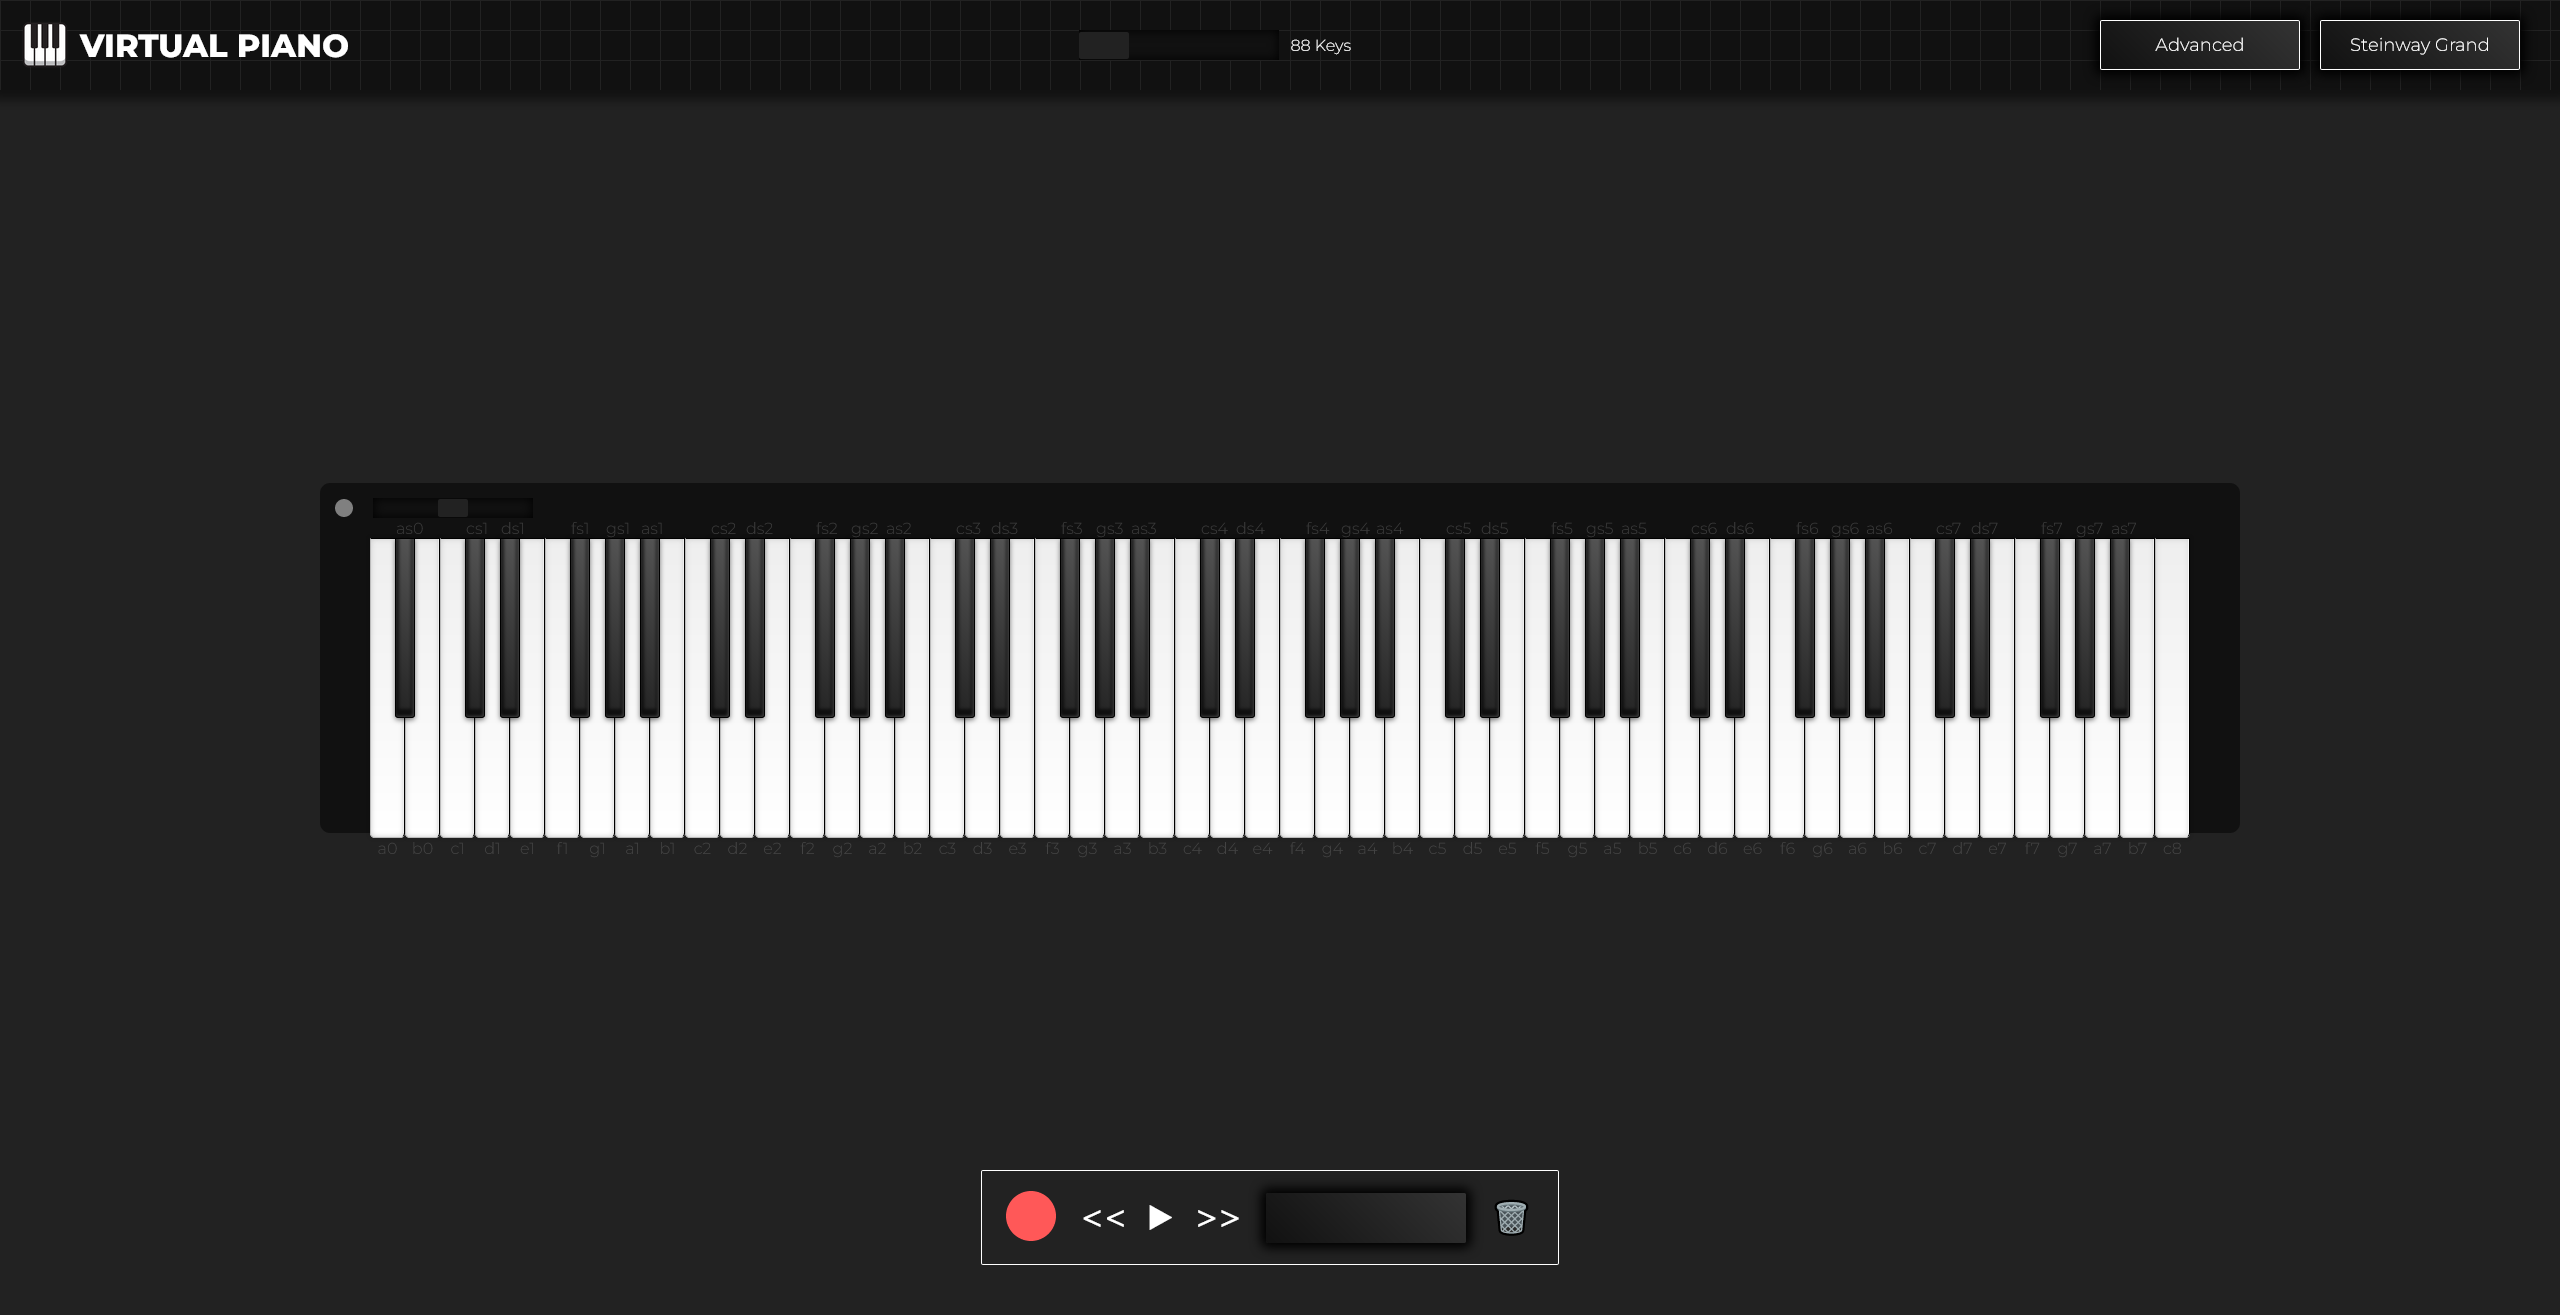 VIRTUAL PIANO
88 Keys
Advanced
Steinway Grand
as0 cs1 ds1 fs1 gs1 as1 cs2 ds2 fs2 gs2 as2 cs3 ds3 fs3 gs3 as3 cs4 ds4 fs4 gs4 as4 cs5 ds5 fs5 gs5 as5 cs6 ds6 fs6 gs6 as6 cs7 ds7 fs7 gs7 as7
a0 b0 c1 d1 e1 f1 g1 a1 b1 c2 d2 e2 f2 g2 a2 b2 c3 d3 e3 f3 g3 a3 b3 c4 d4 e4 f4 g4 a4 b4 c5 d5 e5 f5 g5 a5 b5 c6 d6 e6 f6 g6 a6 b6 c7 d7 e7 f7 g7 a7 b7 c8
<< >>